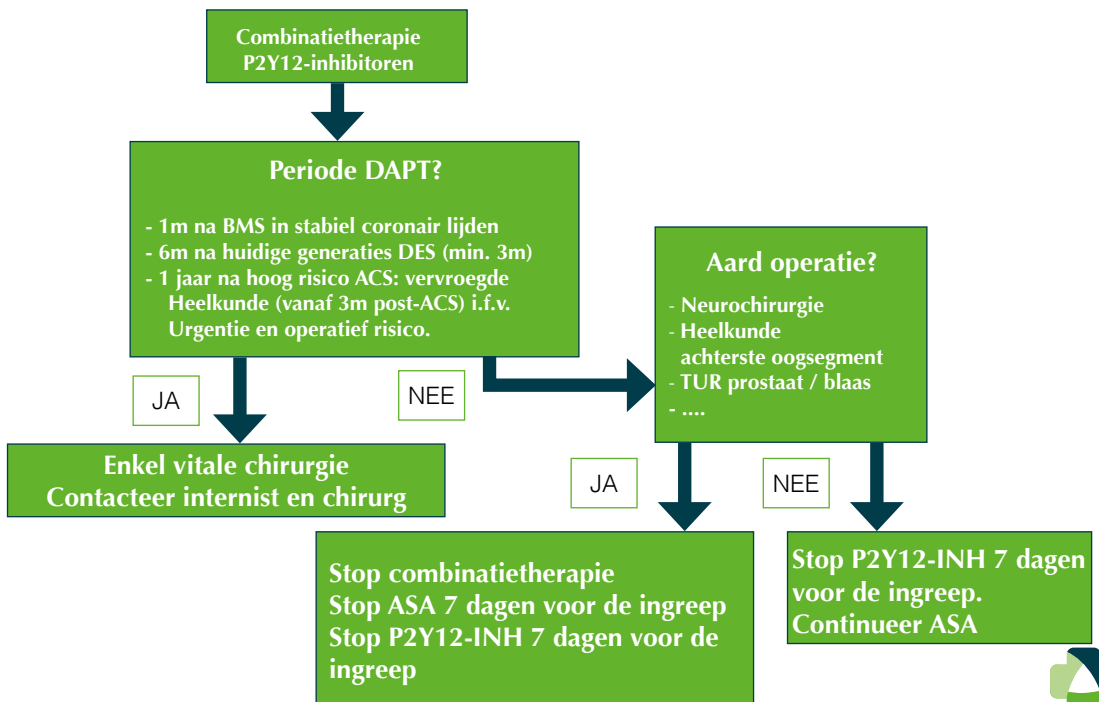 Combinatietherapie
P2Y12-inhibitoren
Periode DAPT?
- 1m na BMS in stabiel coronair lijden
- 6m na huidige generaties DES (min. 3m)
- 1 jaar na hoog risico ACS: vervroegde
Heelkunde (vanaf 3m post-ACS) i.f.v.
Urgentie en operatief risico.
Aard operatie?
- Neurochirurgie
- Heelkunde
achterste oogsegment
- TUR prostaat / blaas
- ....
JA
NEE
Enkel vitale chirurgie
Contacteer internist en chirurg
JA
NEE
Stop combinatietherapie
Stop ASA 7 dagen voor de ingreep
Stop P2Y12-INH 7 dagen voor de
ingreep
Stop P2Y12-INH 7 dagen
voor de ingreep.
Continueer ASA